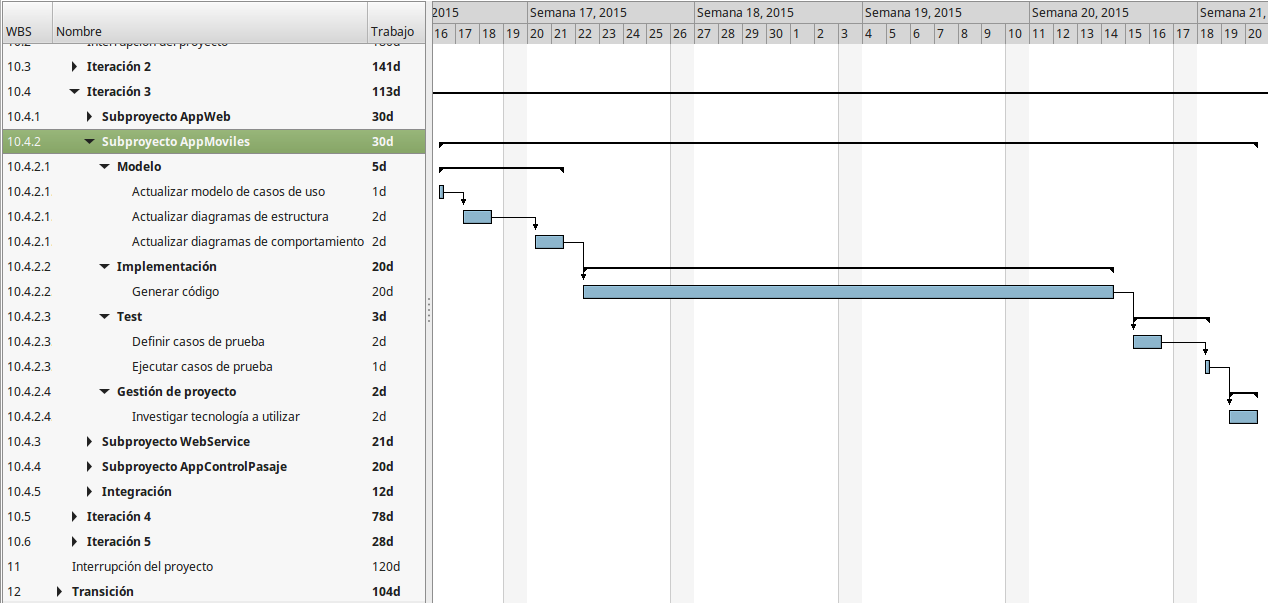 WBS Nombre Trabajo 2015 Semana 17, 2015 Semana 18, 2015 Semana 19, 2015 Semana 20, 2015 Semana 21,
16 17 18 19 20 21 22 23 24 25 26 27 28 29 30 1 2 3 4 5 6 7 8 9 10 11 12 13 14 15 16 17 18 19 20
10.2 Interrupción del proyecto 180d
10.3 Iteración 2 141d
10.4 Iteración 3 113d
10.4.1 Subproyecto AppWeb 30d
10.4.2 Subproyecto AppMoviles 30d
10.4.2.1 Modelo 5d
10.4.2.1 Actualizar modelo de casos de uso 1d
10.4.2.1 Actualizar diagramas de estructura 2d
10.4.2.1 Actualizar diagramas de comportamiento 2d
10.4.2.2 Implementación 20d
10.4.2.2 Generar código 20d
10.4.2.3 Test 3d
10.4.2.3 Definir casos de prueba 2d
10.4.2.3 Ejecutar casos de prueba 1d
10.4.2.4 Gestión de proyecto 2d
10.4.2.4 Investigar tecnología a utilizar 2d
10.4.3 Subproyecto WebService 21d
10.4.4 Subproyecto AppControlPasaje 20d
10.4.5 Integración 12d
10.5 Iteración 4 78d
10.6 Iteración 5 28d
11 Interrupción del proyecto 120d
12 Transición 104d